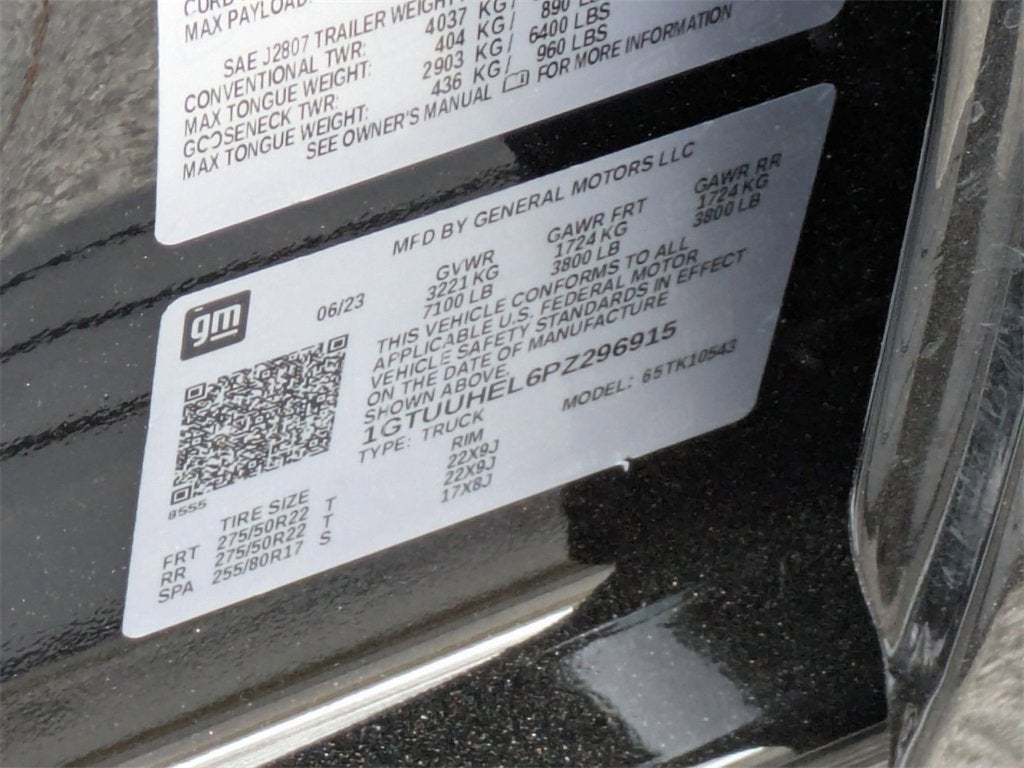 MAX PAYLOAD:
SAE J2807 TRAILER WEIGHT
CONVENTIONAL TWR: 4037 KG/
MAX TONGUE WEIGHT: 404 KG/ 890
GOOSENECK TWR: 2903 KG/ 6400 LBS
MAX TONGUE WEIGHT: 436 KG/ 960 LBS
SEE OWNER'S MANUAL FOR MORE INFORMATION
MFD BY GENERAL MOTORS LLC
gm 06/23
GVWR GAWR FRT GAWR RR
3221 KG 1724 KG 1724 KG
7100 LB 3800 LB 3800 LB
THIS VEHICLE CONFORMS TO ALL
APPLICABLE U.S. FEDERAL MOTOR
VEHICLE SAFETY STANDARDS IN EFFECT
ON THE DATE OF MANUFACTURE
SHOWN ABOVE.
1GTUUHEL6PZ296915
TYPE: TRUCK MODEL: 65TK10543
8555
TIRE SIZE RIM
FRT 275/50R22 T 22X9J
RR 275/50R22 T 22X9J
SPA 255/80R17 S 17X8J